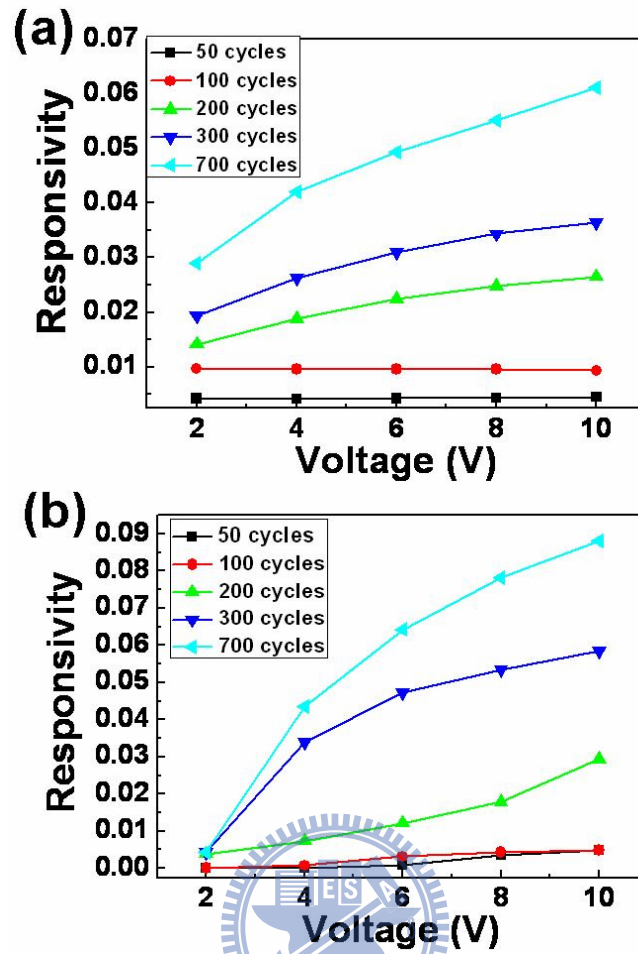 (a)
0.07
0.06
0.05
0.04
0.03
0.02
0.01
Responsivity
50 cycles
100 cycles
200 cycles
300 cycles
700 cycles
2 4 6 8 10
Voltage (V)
(b)
0.09
0.08
0.07
0.06
0.05
0.04
0.03
0.02
0.01
0.00
Responsivity
50 cycles
100 cycles
200 cycles
300 cycles
700 cycles
2 4 6 8 10
Voltage (V)
E S